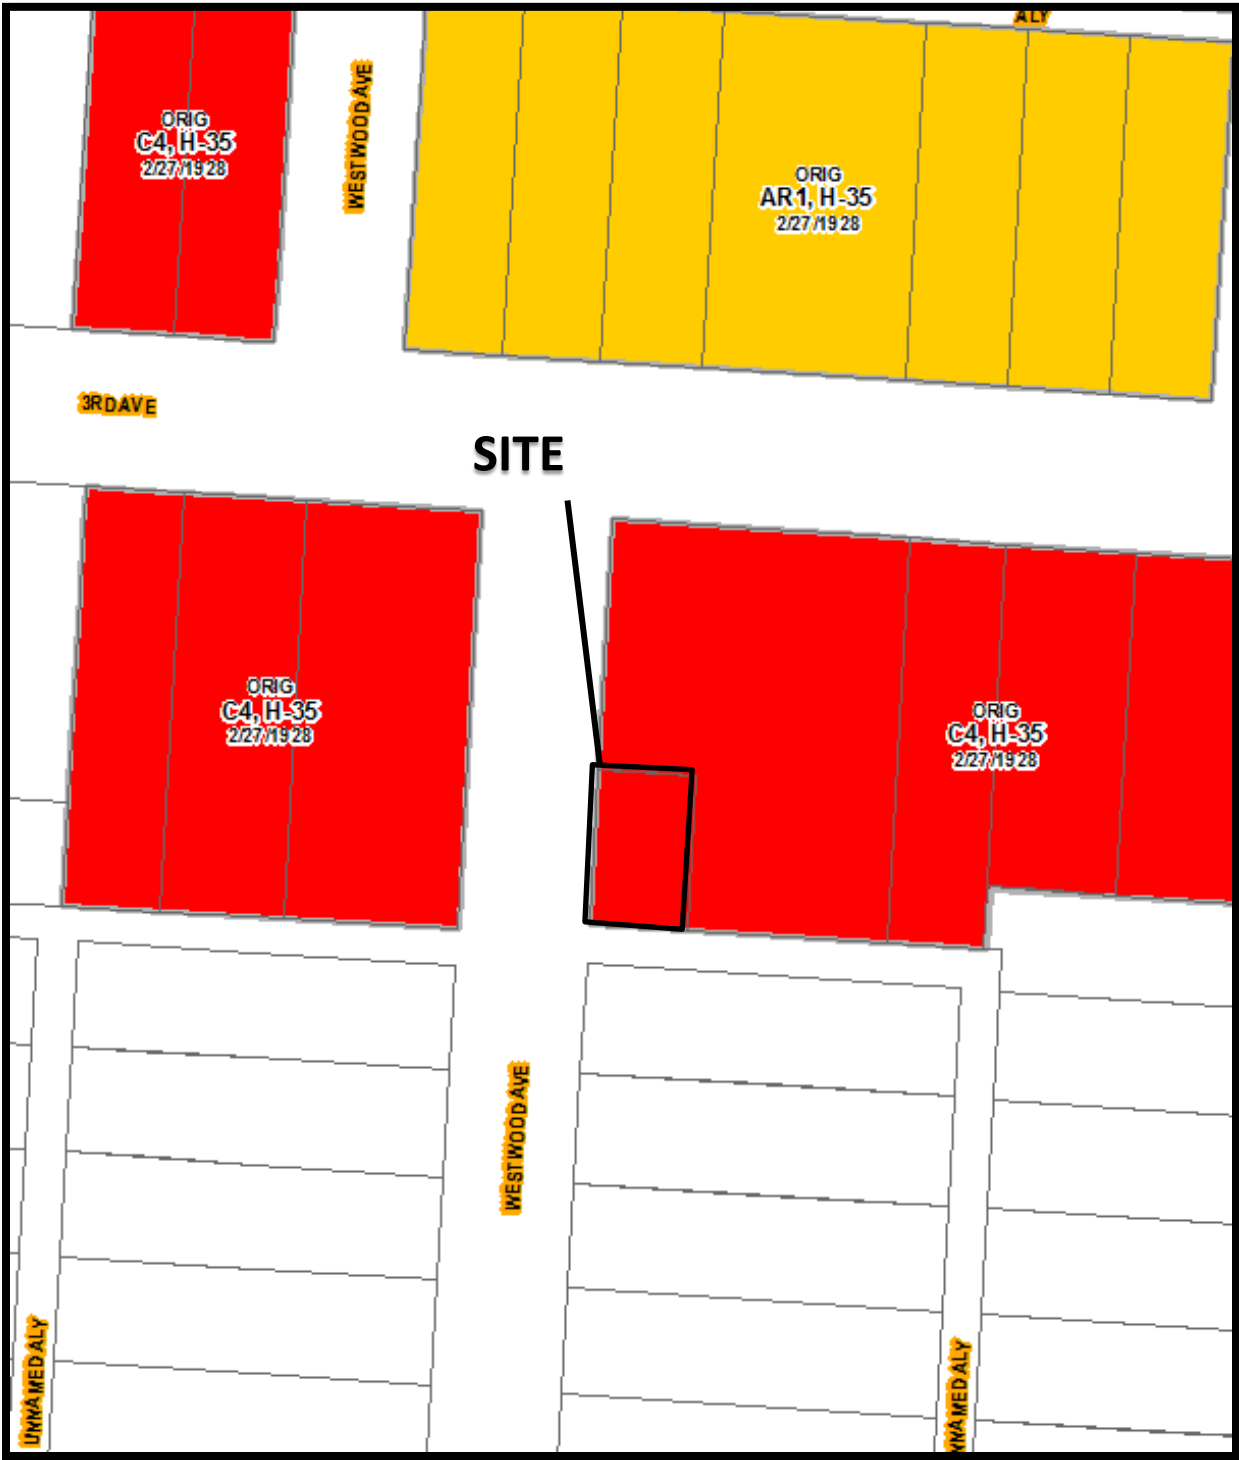 ALY
ORIG
C4, H-35
2/27/1928
WESTWOOD AVE
ORIG
AR1, H-35
2/27/1928
3RD AVE
SITE
ORIG
C4, H-35
2/27/1928
ORIG
C4, H-35
2/27/1928
WESTWOOD AVE
UNNAMED ALY
NNAMED ALY